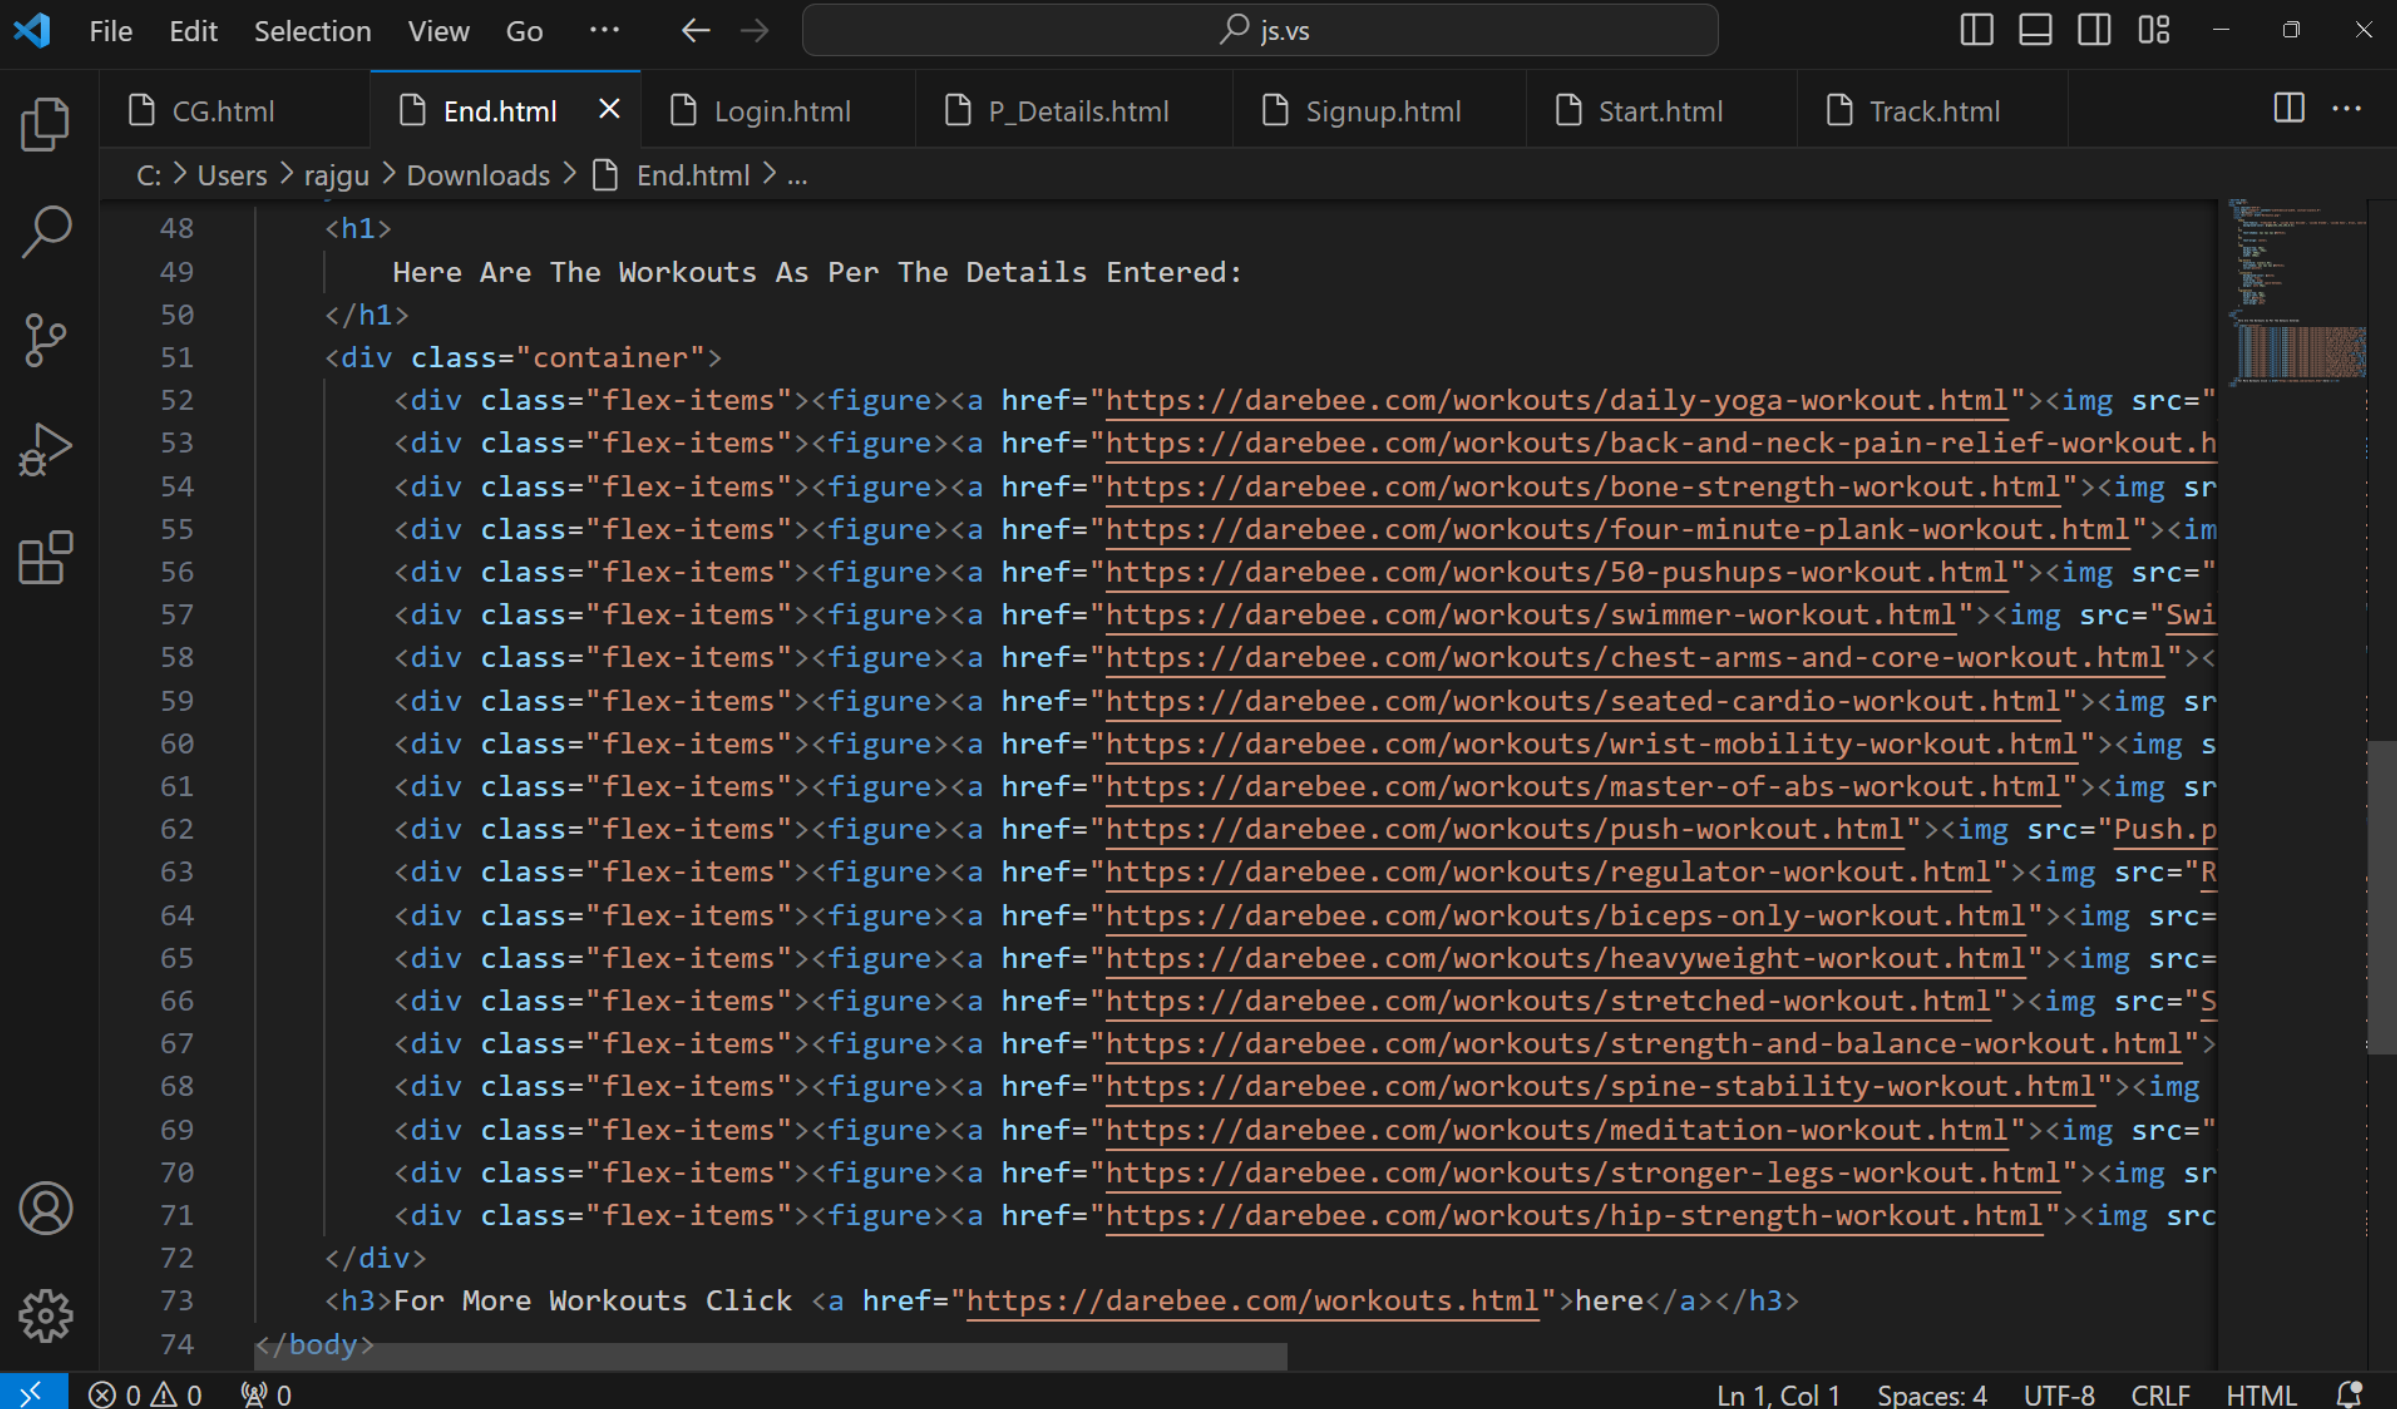 File Edit Selection View Go ··· js.vs
CG.html End.html Login.html P_Details.html Signup.html Start.html Track.html
C: > Users > rajgu > Downloads > End.html > ...
48 <h1>
49 Here Are The Workouts As Per The Details Entered:
50 </h1>
51 <div class="container">
52 <div class="flex-items"><figure><a href="https://darebee.com/workouts/daily-yoga-workout.html"><img src="
53 <div class="flex-items"><figure><a href="https://darebee.com/workouts/back-and-neck-pain-relief-workout.h
54 <div class="flex-items"><figure><a href="https://darebee.com/workouts/bone-strength-workout.html"><img sr
55 <div class="flex-items"><figure><a href="https://darebee.com/workouts/four-minute-plank-workout.html"><im
56 <div class="flex-items"><figure><a href="https://darebee.com/workouts/50-pushups-workout.html"><img src="
57 <div class="flex-items"><figure><a href="https://darebee.com/workouts/swimmer-workout.html"><img src="Swi
58 <div class="flex-items"><figure><a href="https://darebee.com/workouts/chest-arms-and-core-workout.html"><
59 <div class="flex-items"><figure><a href="https://darebee.com/workouts/seated-cardio-workout.html"><img sr
60 <div class="flex-items"><figure><a href="https://darebee.com/workouts/wrist-mobility-workout.html"><img s
61 <div class="flex-items"><figure><a href="https://darebee.com/workouts/master-of-abs-workout.html"><img sr
62 <div class="flex-items"><figure><a href="https://darebee.com/workouts/push-workout.html"><img src="Push.p
63 <div class="flex-items"><figure><a href="https://darebee.com/workouts/regulator-workout.html"><img src="R
64 <div class="flex-items"><figure><a href="https://darebee.com/workouts/biceps-only-workout.html"><img src=
65 <div class="flex-items"><figure><a href="https://darebee.com/workouts/heavyweight-workout.html"><img src=
66 <div class="flex-items"><figure><a href="https://darebee.com/workouts/stretched-workout.html"><img src="S
67 <div class="flex-items"><figure><a href="https://darebee.com/workouts/strength-and-balance-workout.html">
68 <div class="flex-items"><figure><a href="https://darebee.com/workouts/spine-stability-workout.html"><img
69 <div class="flex-items"><figure><a href="https://darebee.com/workouts/meditation-workout.html"><img src="
70 <div class="flex-items"><figure><a href="https://darebee.com/workouts/stronger-legs-workout.html"><img sr
71 <div class="flex-items"><figure><a href="https://darebee.com/workouts/hip-strength-workout.html"><img src
72 </div>
73 <h3>For More Workouts Click <a href="https://darebee.com/workouts.html">here</a></h3>
74 </body>
0 0 0 Ln 1, Col 1 Spaces: 4 UTF-8 CRLF HTML